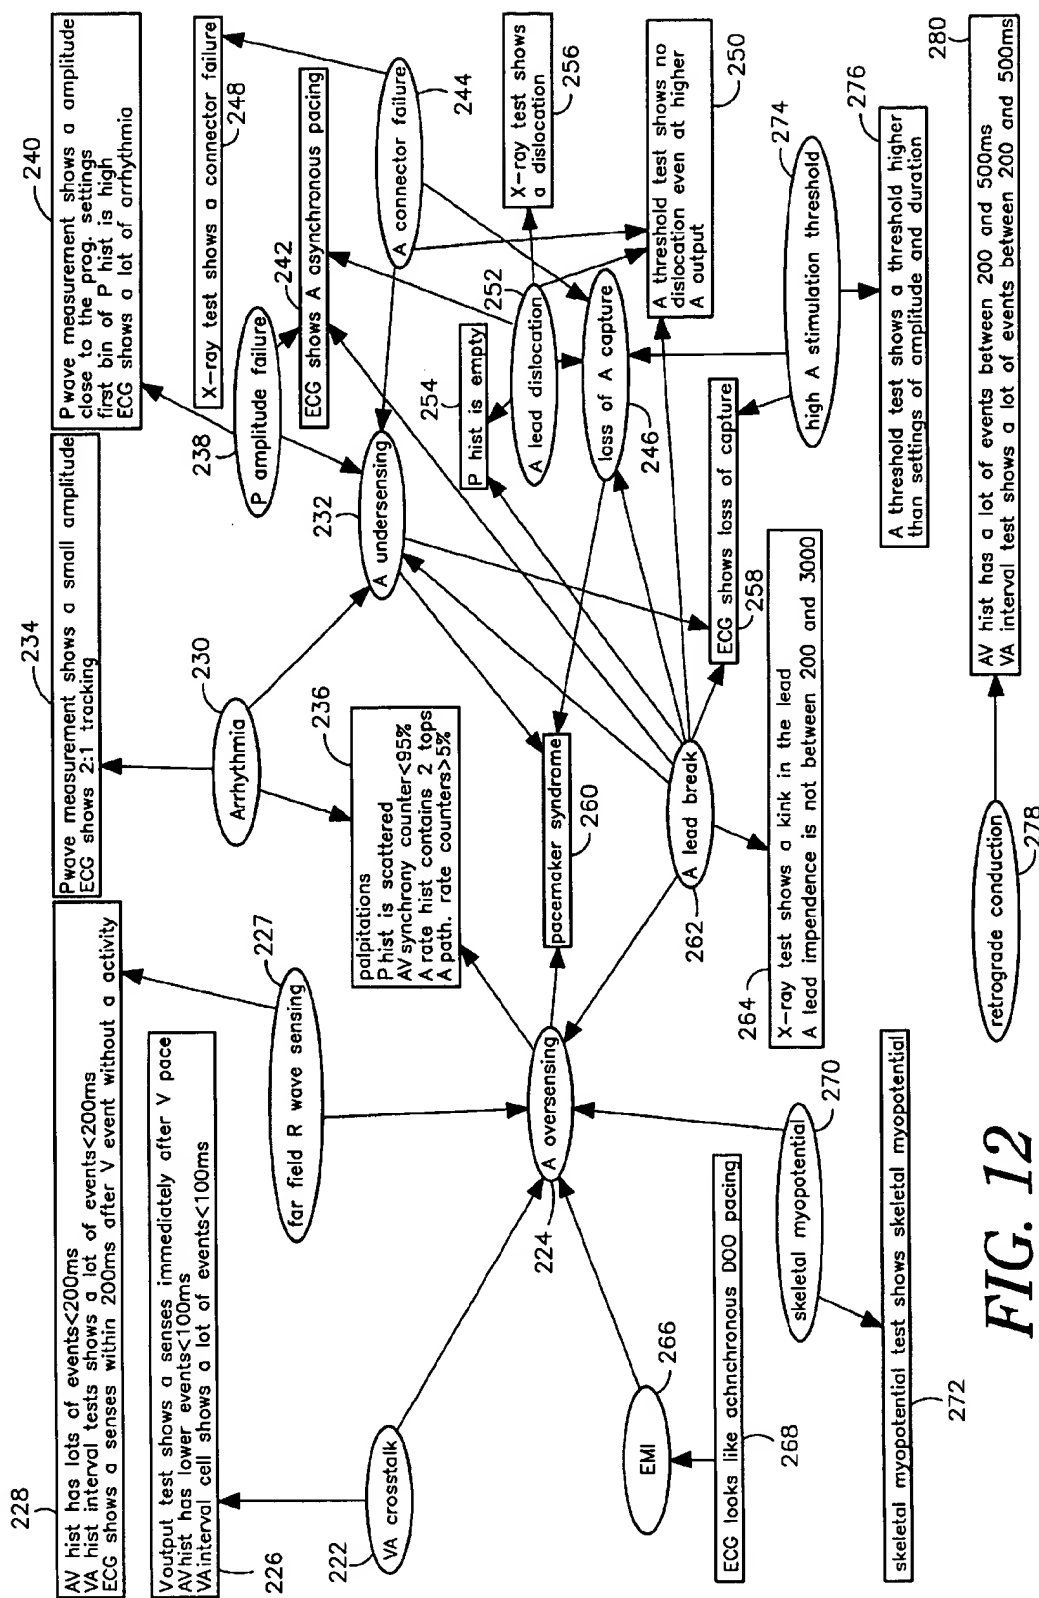 228
AV hist has lots of events<200ms
VA hist interval tests shows a lot of events<200ms
ECG shows a senses within 200ms after V event without a activity
234
Pwave measurement shows a small amplitude
ECG shows 2:1 tracking
240
Pwave measurement shows a amplitude
close to the prog. settings
first bin of P hist is high
ECG shows a lot of arrhythmia
Voutput test shows a senses immediately after V pace
AVhist has lower events<100ms
VAinterval cell shows a lot of events<100ms
226
227
far field R wave sensing
230
Arrhythmia
238
P amplitude failure
X-ray test shows a connector failure
248
242
ECG shows A asynchronous pacing
236
palpitations
P hist is scattered
AV synchrony counter<95%
A rate hist contains 2 tops
A path. rate counters>5%
232
A undersensing
A connector failure
244
222
VA crosstalk
254
P hist is empty
252
A lead dislocation
X-ray test shows
a dislocation
256
224
A oversensing
pacemaker syndrome
260
loss of A capture
246
A threshold test shows no
dislocation even at higher
A output
250
EMI
266
262
A lead break
ECG shows loss of capture
258
high A stimulation threshold
274
ECG looks like achnchronous DOO pacing
268
skeletal myopotential
270
264
X-ray test shows a kink in the lead
A lead impendence is not between 200 and 3000
276
A threshold test shows a threshold higher
than settings of amplitude and duration
skeletal myopotential test shows skeletal myopotential
272
retrograde conduction
278
280
AV hist has a lot of events between 200 and 500ms
VA interval test shows a lot of events between 200 and 500ms
FIG. 12